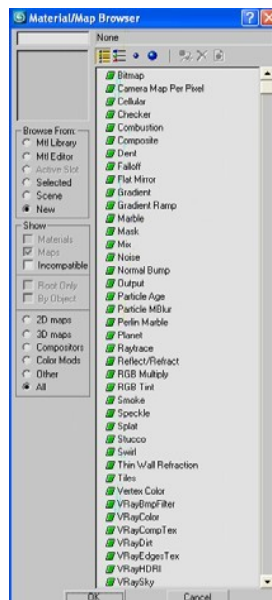 Material/Map Browser
None
Browse From:
Mtl Library
Mtl Editor
Active Slot
Selected
Scene
New
Show
Materials
Maps
Incompatible
Root Only
By Object
2D maps
3D maps
Compositors
Color Mods
Other
All
Bitmap
Camera Map Per Pixel
Cellular
Checker
Combustion
Composite
Dent
Falloff
Flat Mirror
Gradient
Gradient Ramp
Marble
Mask
Mix
Noise
Normal Bump
Output
Particle Age
Particle MBlur
Perlin Marble
Planet
Raytrace
Reflect/Refract
RGB Multiply
RGB Tint
Smoke
Speckle
Splat
Stucco
Swirl
Thin Wall Refraction
Tiles
Vertex Color
VRayBmpFilter
VRayColor
VRayCompTex
VRayDirt
VRayEdgesTex
VRayHDRI
VRaySky
OK
Cancel